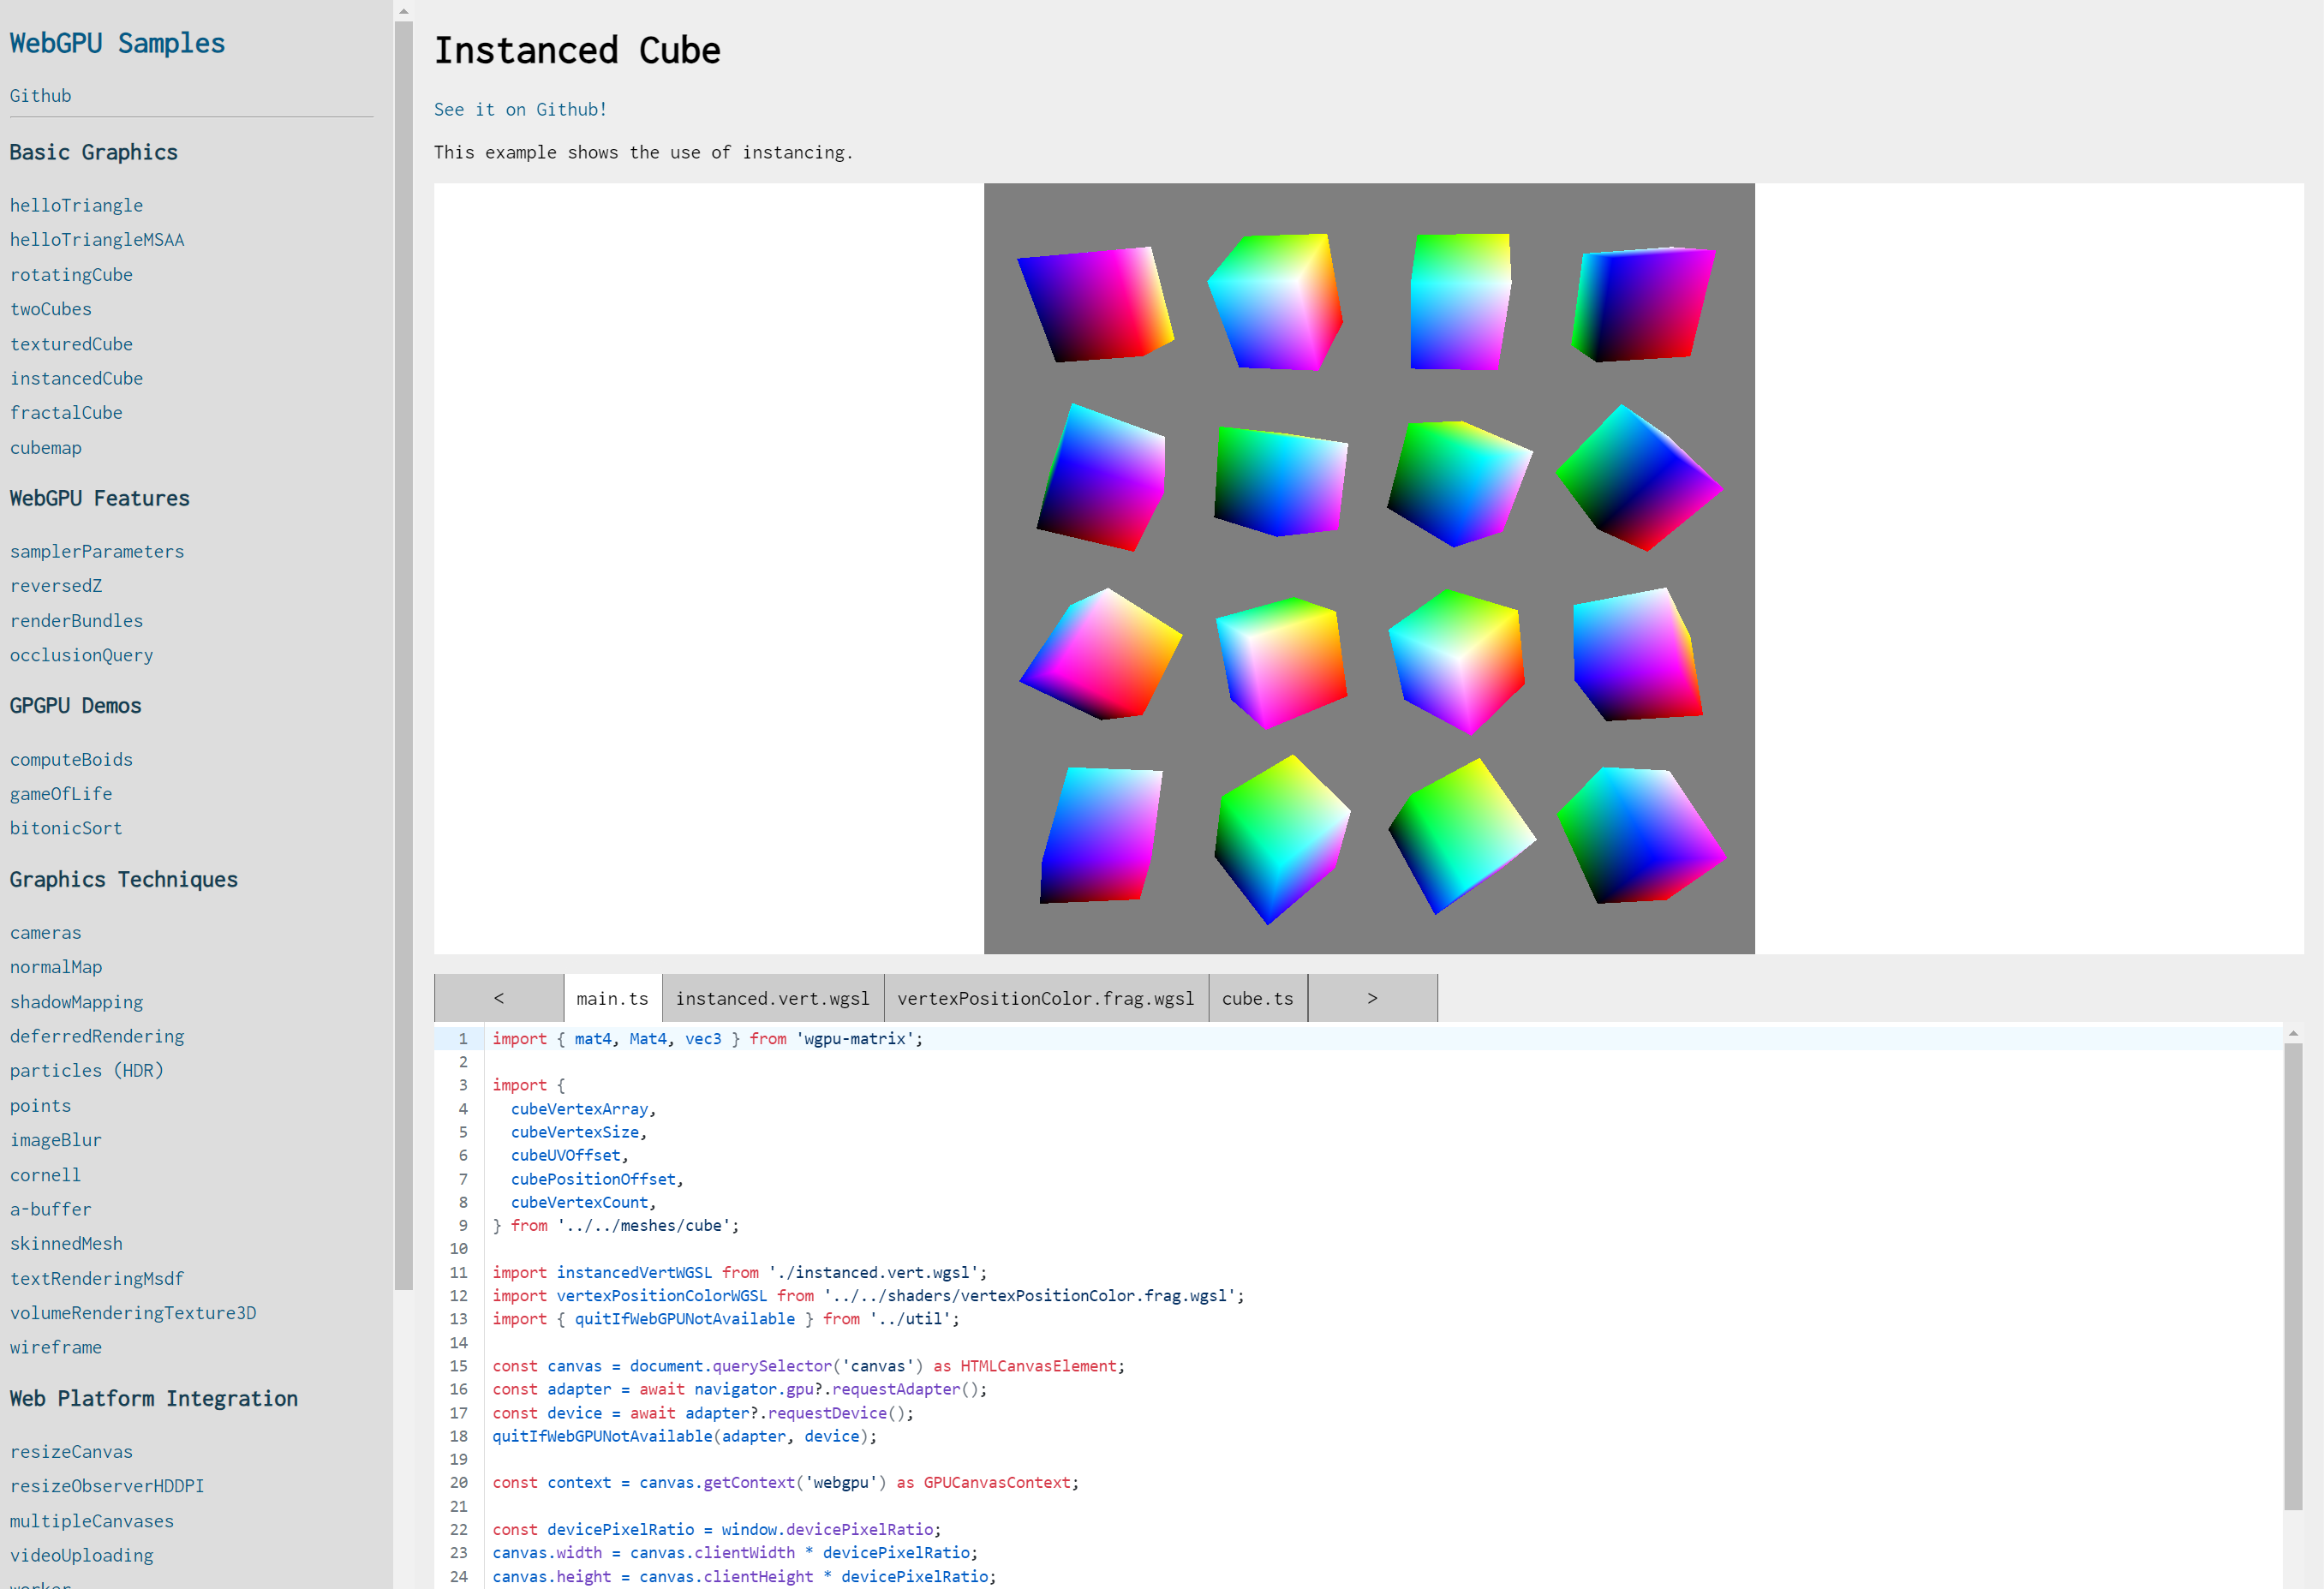 WebGPU Samples
Github
Basic Graphics
helloTriangle
helloTriangleMSAA
rotatingCube
twoCubes
texturedCube
instancedCube
fractalCube
cubemap
WebGPU Features
samplerParameters
reversedZ
renderBundles
occlusionQuery
GPGPU Demos
computeBoids
gameOfLife
bitonicSort
Graphics Techniques
cameras
normalMap
shadowMapping
deferredRendering
particles (HDR)
points
imageBlur
cornell
a-buffer
skinnedMesh
textRenderingMsdf
volumeRenderingTexture3D
wireframe
Web Platform Integration
resizeCanvas
resizeObserverHDDPI
multipleCanvases
videoUploading
worker
Instanced Cube
See it on Github!
This example shows the use of instancing.
< main.ts instanced.vert.wgsl vertexPositionColor.frag.wgsl cube.ts >
1 import { mat4, Mat4, vec3 } from 'wgpu-matrix';
2
3 import {
4 cubeVertexArray,
5 cubeVertexSize,
6 cubeUVOffset,
7 cubePositionOffset,
8 cubeVertexCount,
9 } from '../../meshes/cube';
10
11 import instancedVertWGSL from './instanced.vert.wgsl';
12 import vertexPositionColorWGSL from '../../shaders/vertexPositionColor.frag.wgsl';
13 import { quitIfWebGPUNotAvailable } from '../util';
14
15 const canvas = document.querySelector('canvas') as HTMLCanvasElement;
16 const adapter = await navigator.gpu?.requestAdapter();
17 const device = await adapter?.requestDevice();
18 quitIfWebGPUNotAvailable(adapter, device);
19
20 const context = canvas.getContext('webgpu') as GPUCanvasContext;
21
22 const devicePixelRatio = window.devicePixelRatio;
23 canvas.width = canvas.clientWidth * devicePixelRatio;
24 canvas.height = canvas.clientHeight * devicePixelRatio;